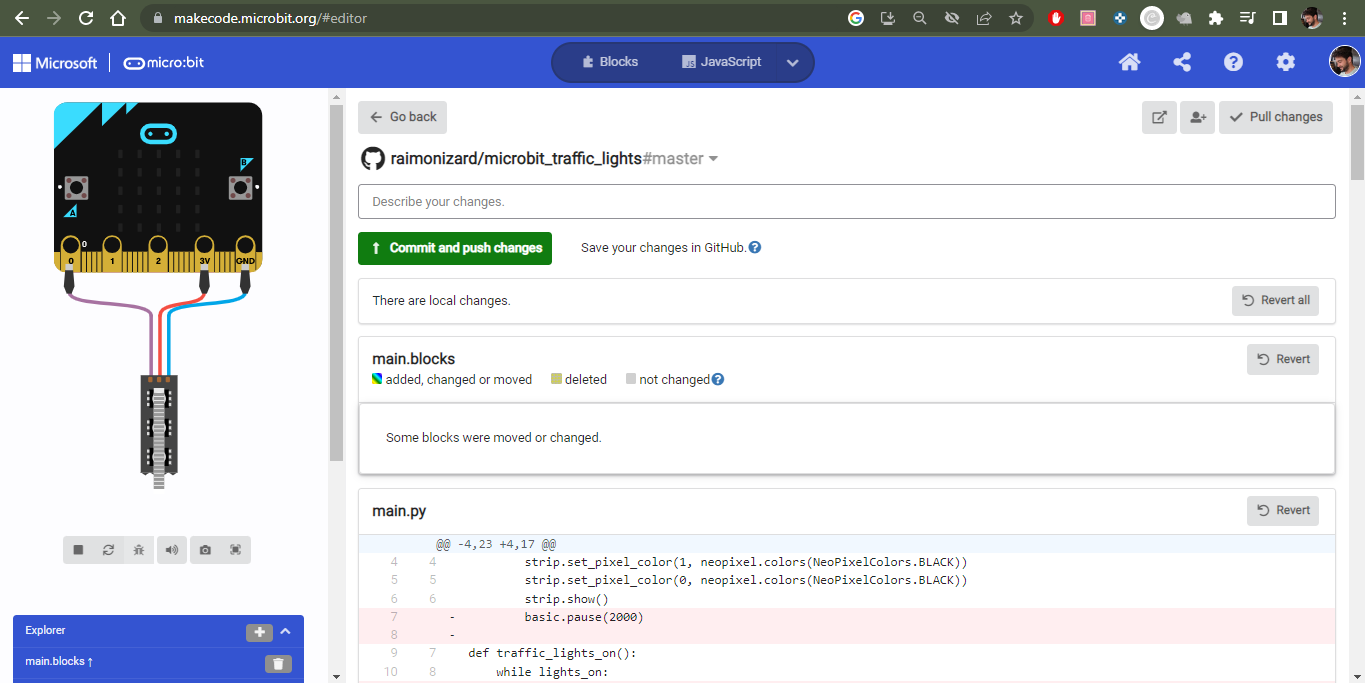 makecode.microbit.org/#editor
Microsoft
micro:bit
Blocks
JS JavaScript
B
A
0
0 1 2 3V GND
Go back
Pull changes
raimonizard/microbit_traffic_lights#master
Describe your changes.
Commit and push changes
Save your changes in GitHub.
There are local changes.
Revert all
main.blocks
Revert
added, changed or moved
deleted
not changed
Some blocks were moved or changed.
main.py
Revert
@@ -4,23 +4,17 @@
4 4 strip.set_pixel_color(1, neopixel.colors(NeoPixelColors.BLACK))
5 5 strip.set_pixel_color(0, neopixel.colors(NeoPixelColors.BLACK))
6 6 strip.show()
7 - basic.pause(2000)
8 -
9 7 def traffic_lights_on():
10 8 while lights_on:
Explorer
main.blocks ↑